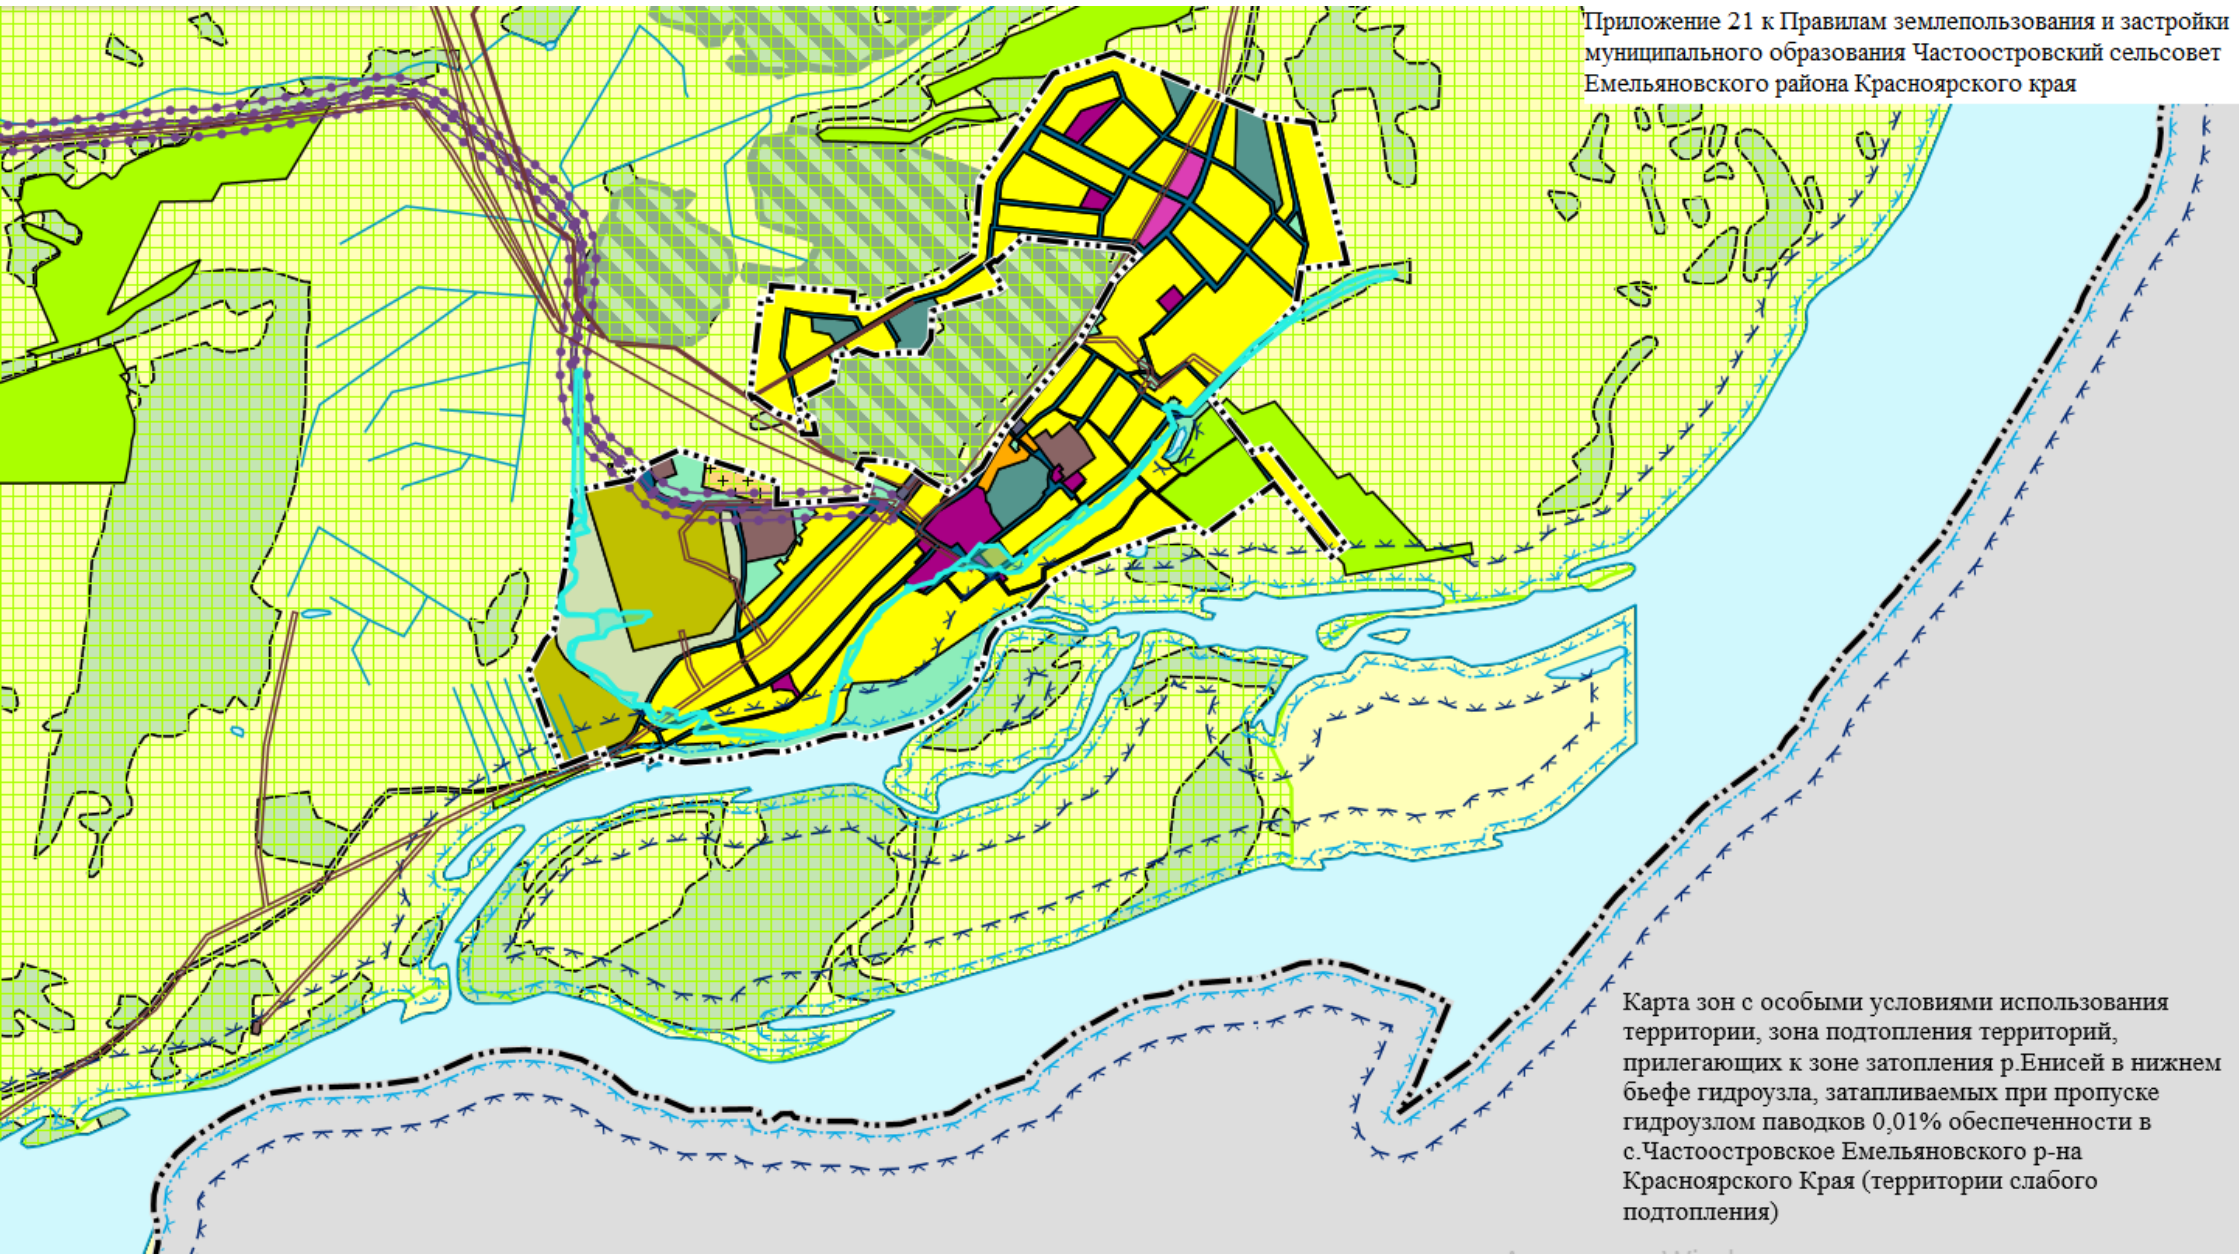 Приложение 21 к Правилам землепользования и застройки
муниципального образования Частоостровский сельсовет
Емельяновского района Красноярского края
Карта зон с особыми условиями использования
территории, зона подтопления территорий,
прилегающих к зоне затопления р.Енисей в нижнем
бьефе гидроузла, затапливаемых при пропуске
гидроузлом паводков 0,01% обеспеченности в
с.Частоостровское Емельяновского р-на
Красноярского Края (территории слабого
подтопления)